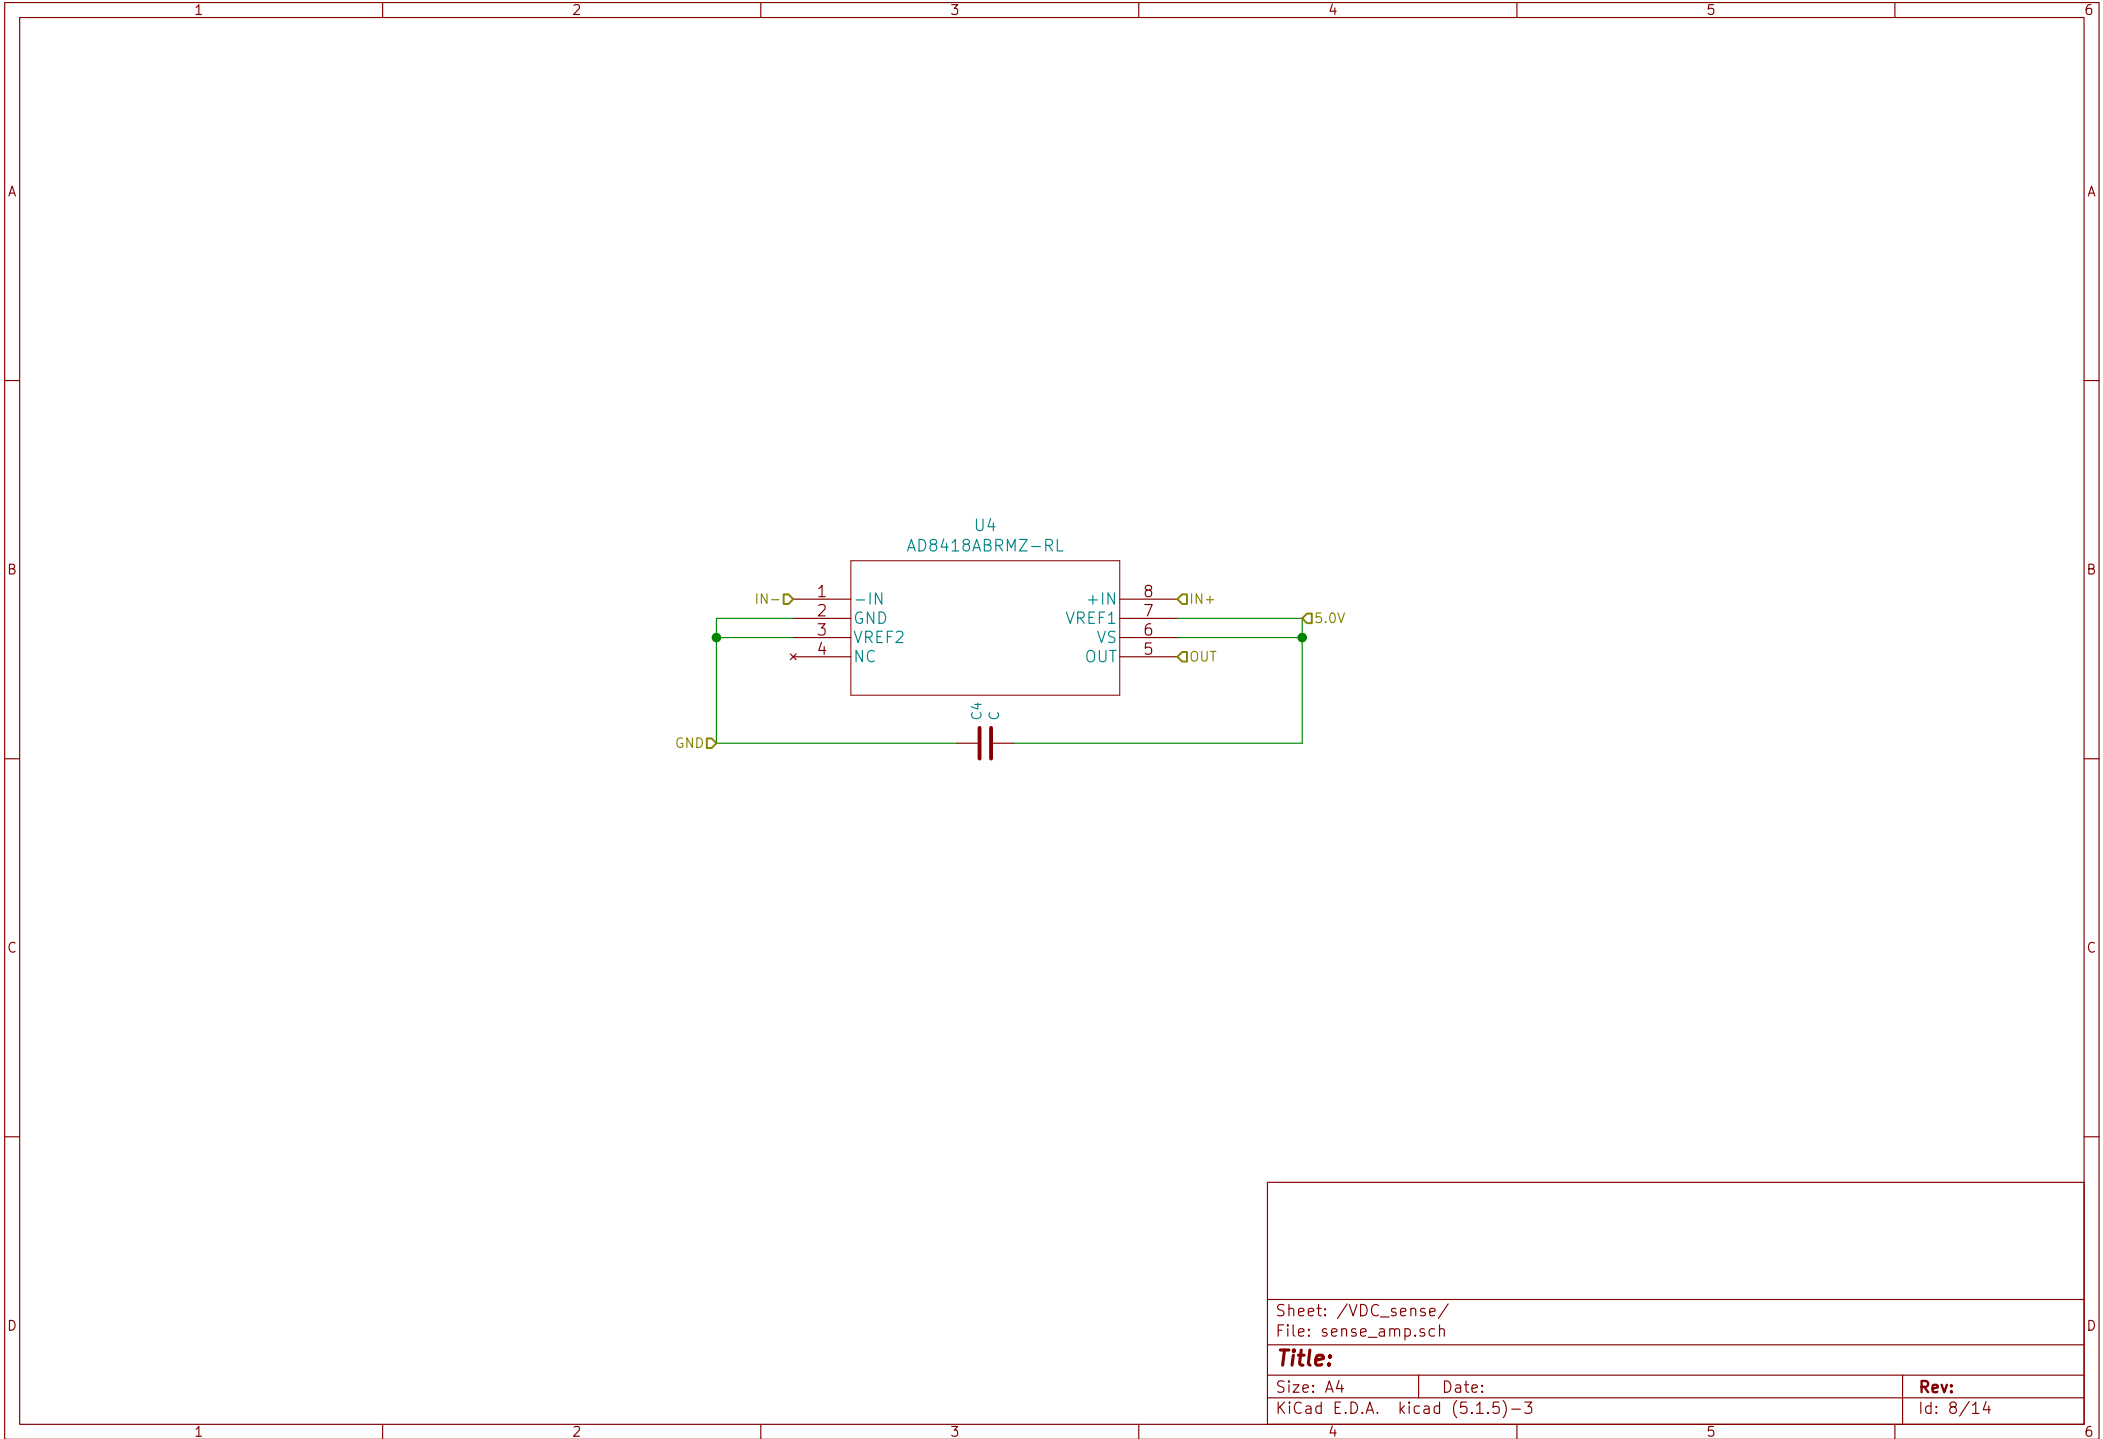 1 2 3 4 5 6
A A
U4
AD8418ABRMZ-RL
B B
IN- 1 -IN +IN 8 IN+
2 GND VREF1 7 5.0V
3 VREF2 VS 6
4 NC OUT 5 OUT
C4
C
GND
C C
Sheet: /VDC_sense/
File: sense_amp.sch
D D
Title:
Size: A4 Date: Rev:
KiCad E.D.A. kicad (5.1.5)-3 Id: 8/14
1 2 3 4 5 6